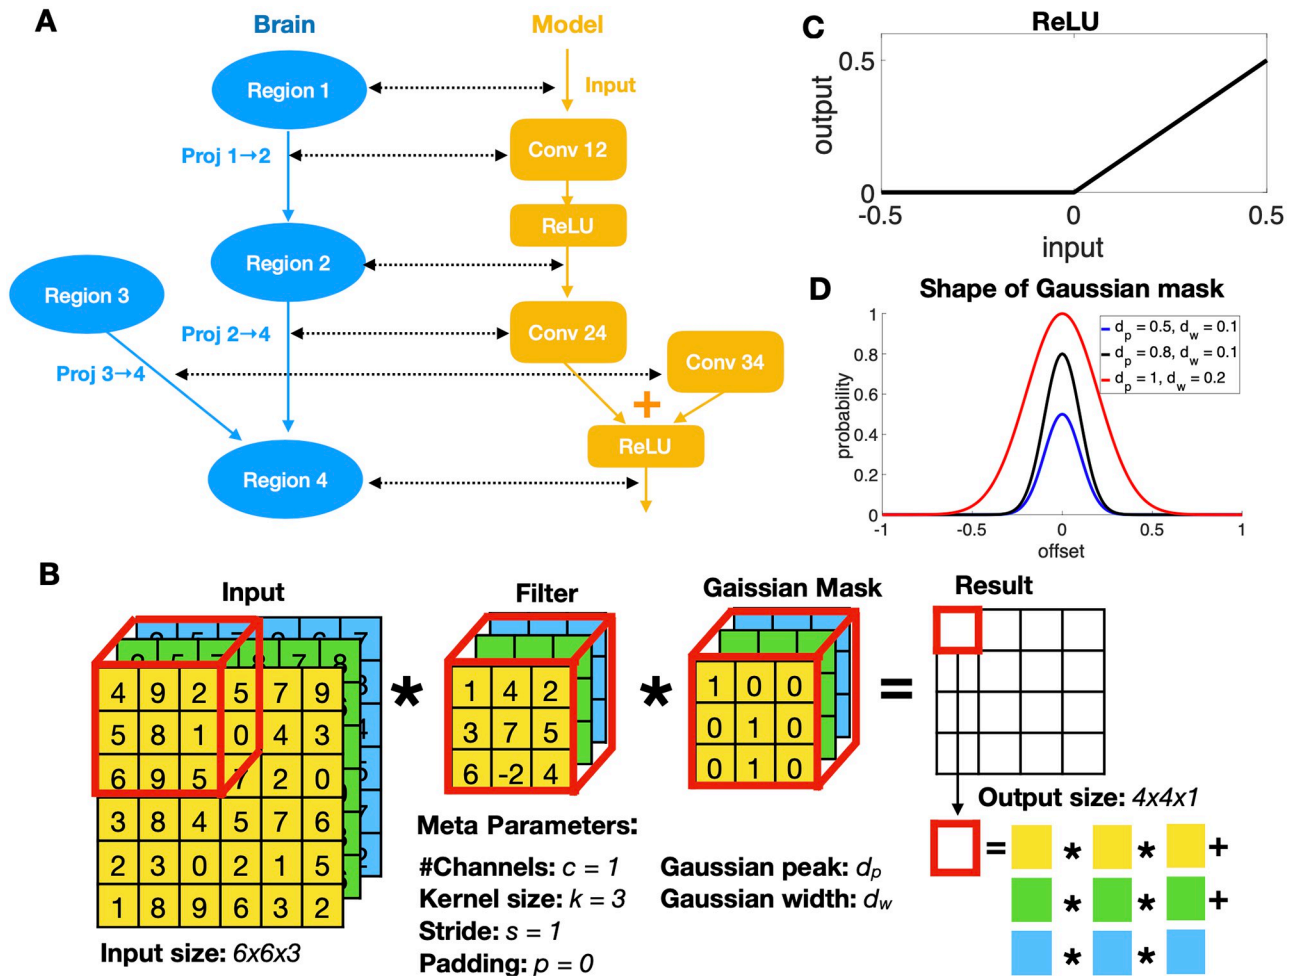 A
Brain
Model
Region 1
Input
Proj 1→2
Conv 12
ReLU
Region 2
Region 3
Proj 2→4
Conv 24
Proj 3→4
Conv 34
+
ReLU
Region 4
C
ReLU
output
0.5
0
-0.5
0
0.5
input
D
Shape of Gaussian mask
probability
1
0.8
0.6
0.4
0.2
0
-1
-0.5
0
0.5
1
offset
d_p = 0.5, d_w = 0.1
d_p = 0.8, d_w = 0.1
d_p = 1, d_w = 0.2
B
Input
Filter
Gaissian Mask
Result
4 9 2 5 7 9
5 8 1 0 4 3
6 9 5 7 2 0
3 8 4 5 7 6
2 3 0 2 1 5
1 8 9 6 3 2
*
1 4 2
3 7 5
6 -2 4
*
1 0 0
0 1 0
0 1 0
=
Input size: 6x6x3
Meta Parameters:
#Channels: c = 1
Kernel size: k = 3
Stride: s = 1
Padding: p = 0
Gaussian peak: d_p
Gaussian width: d_w
Output size: 4x4x1
= * * +
* * +
* *